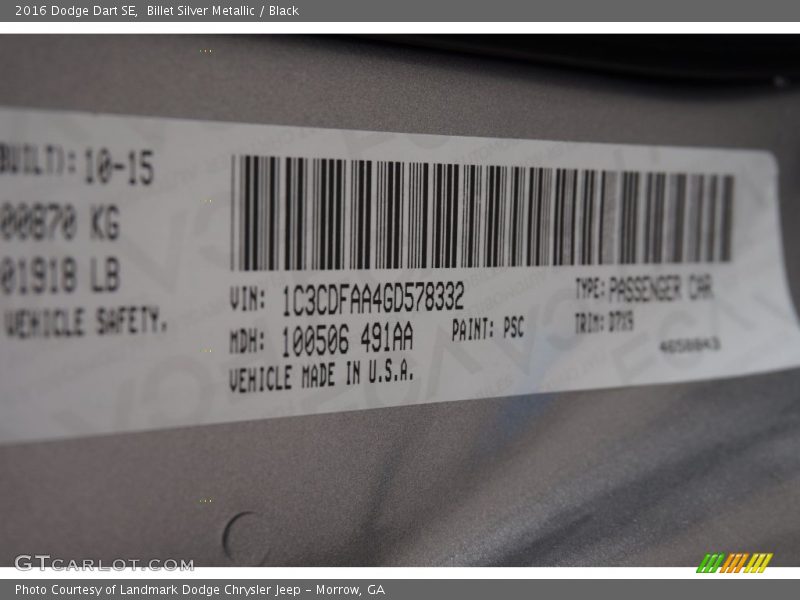 2016 Dodge Dart SE, Billet Silver Metallic / Black
BUILT): 10-15
00870 KG
01918 LB
VEHICLE SAFETY.
VIN: 1C3CDFAA4GD578332
TYPE: PASSENGER CAR
MDH: 100506 491AA
PAINT: PSC
TRIM: D7X9
VEHICLE MADE IN U.S.A.
GTCARLOT.COM
Photo Courtesy of Landmark Dodge Chrysler Jeep – Morrow, GA